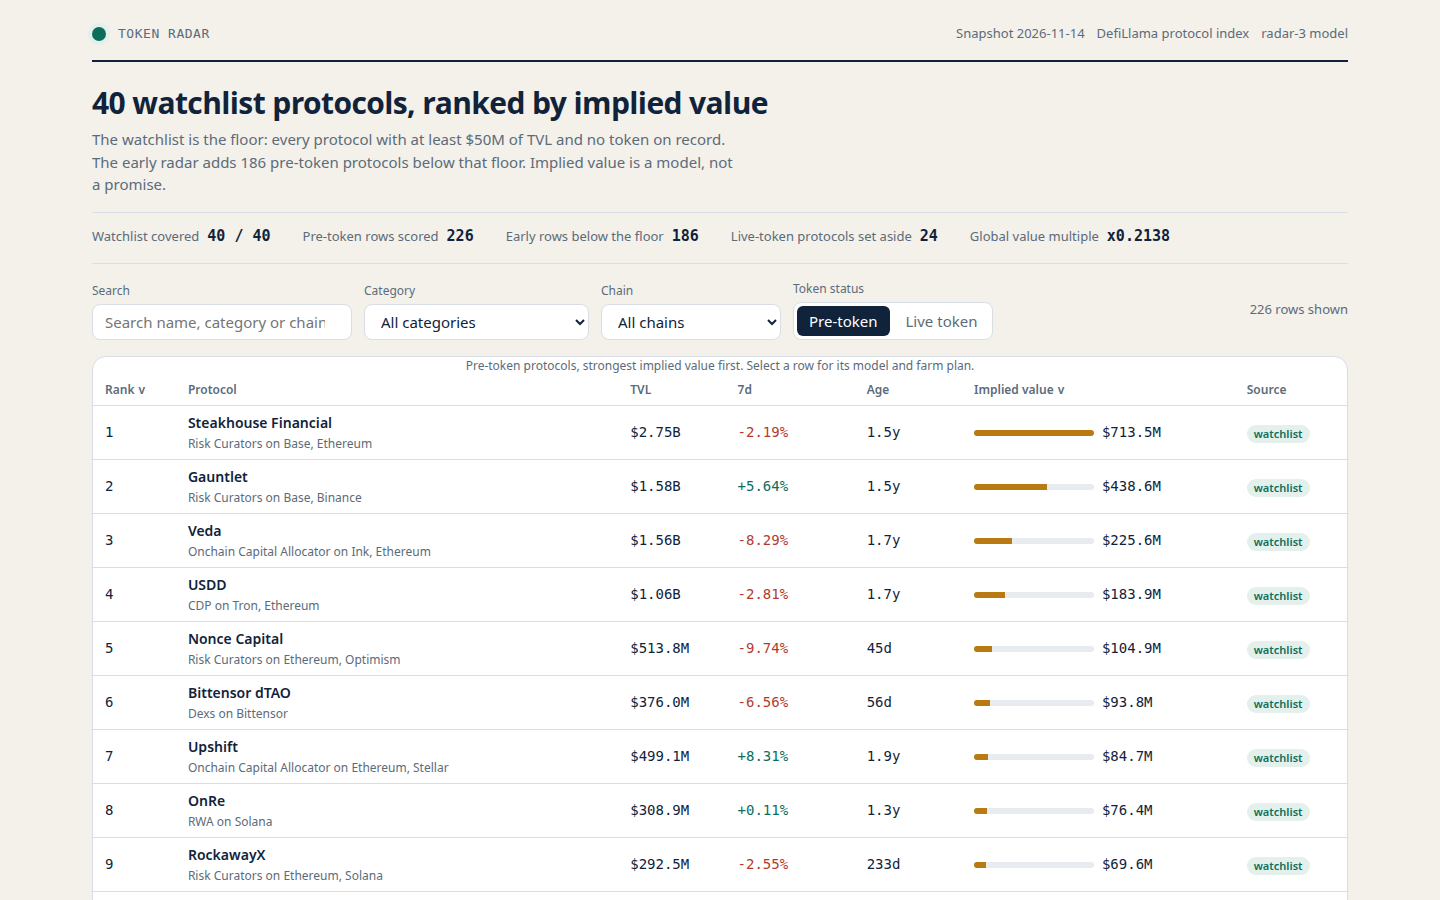 TOKEN RADAR
Snapshot 2026-11-14 DefiLlama protocol index radar-3 model
40 watchlist protocols, ranked by implied value
The watchlist is the floor: every protocol with at least $50M of TVL and no token on record.
The early radar adds 186 pre-token protocols below that floor. Implied value is a model, not
a promise.
Watchlist covered 40 / 40 Pre-token rows scored 226 Early rows below the floor 186 Live-token protocols set aside 24 Global value multiple x0.2138
Search Category Chain Token status
Search name, category or chain All categories All chains Pre-token Live token 226 rows shown
Pre-token protocols, strongest implied value first. Select a row for its model and farm plan.
Rank v Protocol TVL 7d Age Implied value v Source
1 Steakhouse Financial $2.75B -2.19% 1.5y $713.5M watchlist
Risk Curators on Base, Ethereum
2 Gauntlet $1.58B +5.64% 1.5y $438.6M watchlist
Risk Curators on Base, Binance
3 Veda $1.56B -8.29% 1.7y $225.6M watchlist
Onchain Capital Allocator on Ink, Ethereum
4 USDD $1.06B -2.81% 1.7y $183.9M watchlist
CDP on Tron, Ethereum
5 Nonce Capital $513.8M -9.74% 45d $104.9M watchlist
Risk Curators on Ethereum, Optimism
6 Bittensor dTAO $376.0M -6.56% 56d $93.8M watchlist
Dexs on Bittensor
7 Upshift $499.1M +8.31% 1.9y $84.7M watchlist
Onchain Capital Allocator on Ethereum, Stellar
8 OnRe $308.9M +0.11% 1.3y $76.4M watchlist
RWA on Solana
9 RockawayX $292.5M -2.55% 233d $69.6M watchlist
Risk Curators on Ethereum, Solana